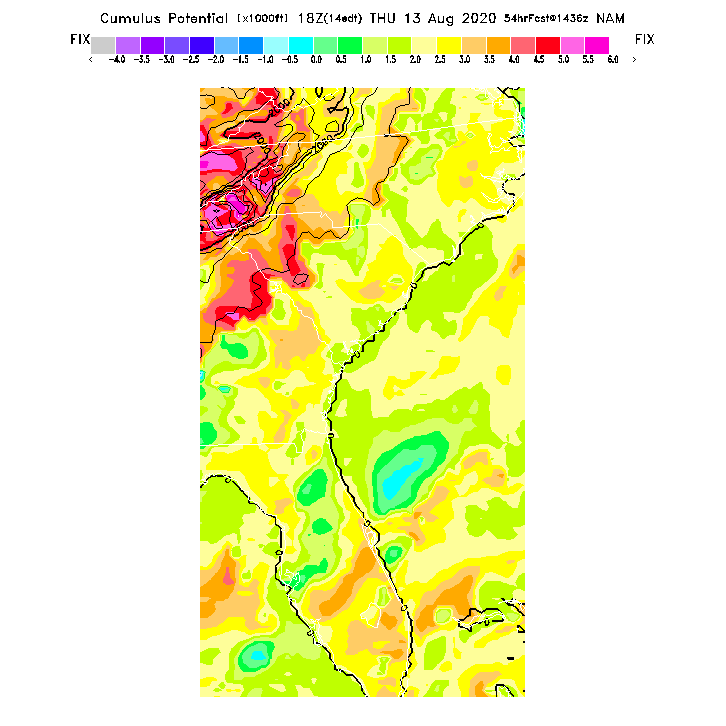 Cumulus Potential [x1000ft] 18Z(14edt) THU 13 Aug 2020 54hrFcst@1436z NAM
FIX FIX
< -4.0 -3.5 -3.0 -2.5 -2.0 -1.5 -1.0 -0.5 0.0 0.5 1.0 1.5 2.0 2.5 3.0 3.5 4.0 4.5 5.0 5.5 6.0 >
2000
0